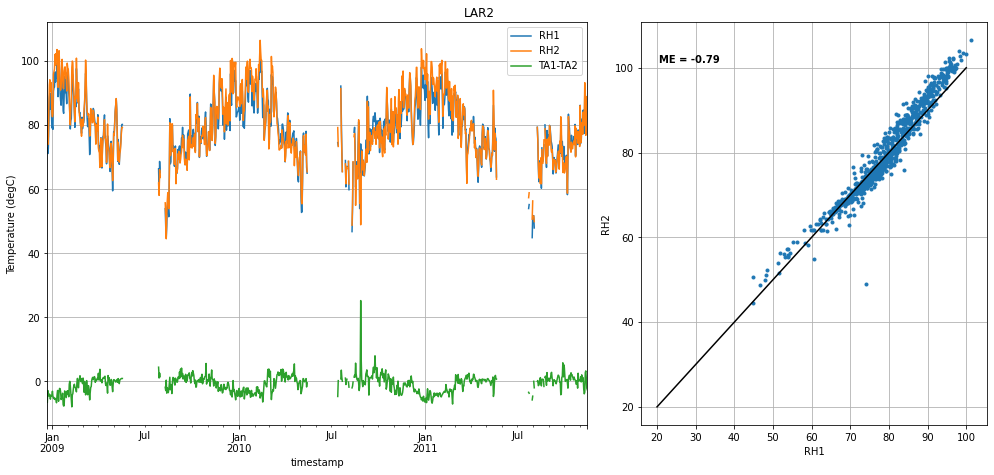 LAR2
RH1
RH2
TA1-TA2
Temperature (degC)
100
80
60
40
20
0
Jan
2009
Jul
Jan
2010
Jul
Jan
2011
Jul
timestamp
ME = -0.79
RH2
100
80
60
40
20
20
30
40
50
60
70
80
90
100
RH1